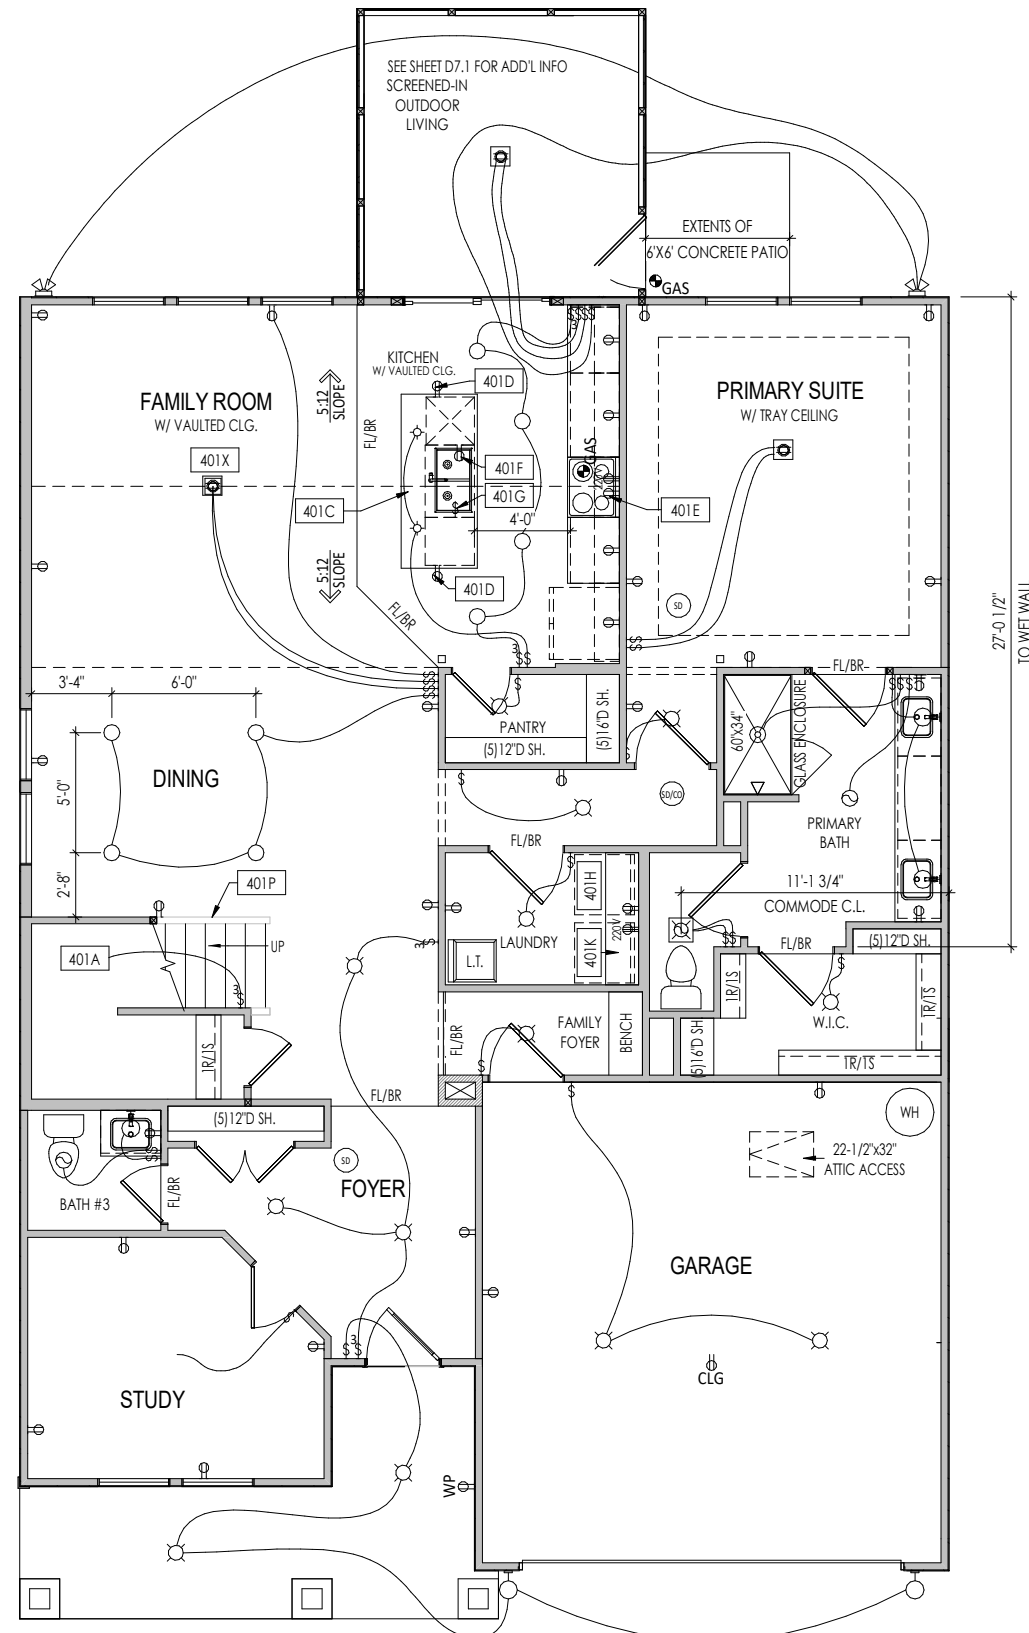 SEE SHEET D7.1 FOR ADD'L INFO
SCREENED-IN
OUTDOOR
LIVING
EXTENTS OF
6'X6' CONCRETE PATIO
GAS
KITCHEN
W/ VAULTED CLG.
401D
FAMILY ROOM
W/ VAULTED CLG.
5:12
SLOPE
FL/BR
PRIMARY SUITE
W/ TRAY CEILING
401X
401F
GAS
220V
401C
401G
401E
4'-0"
5:12
SLOPE
401D
FL/BR
SD
27'-0 1/2"
TO WET WALL
3
$
$
$
3'-4"
6'-0"
FL/BR
PANTRY
(5)12"D SH.
(5)16"D SH.
60"x34"
GLASS ENCLOSURE
DINING
5'-0"
SD/CO
PRIMARY
BATH
FL/BR
2'-8"
401P
401H
11'-1 3/4"
COMMODE C.L.
401A
UP
LAUNDRY
L.T.
401K
220V
FL/BR
(5)12"D SH.
1R/1S
W.I.C.
1R/1S
FL/BR
FAMILY
FOYER
BENCH
(5)16"D SH
1R/1S
1R/1S
FL/BR
(5)12"D SH.
WH
22-1/2"x32"
ATTIC ACCESS
SD
FOYER
BATH #3
FL/BR
GARAGE
STUDY
CLG
WP